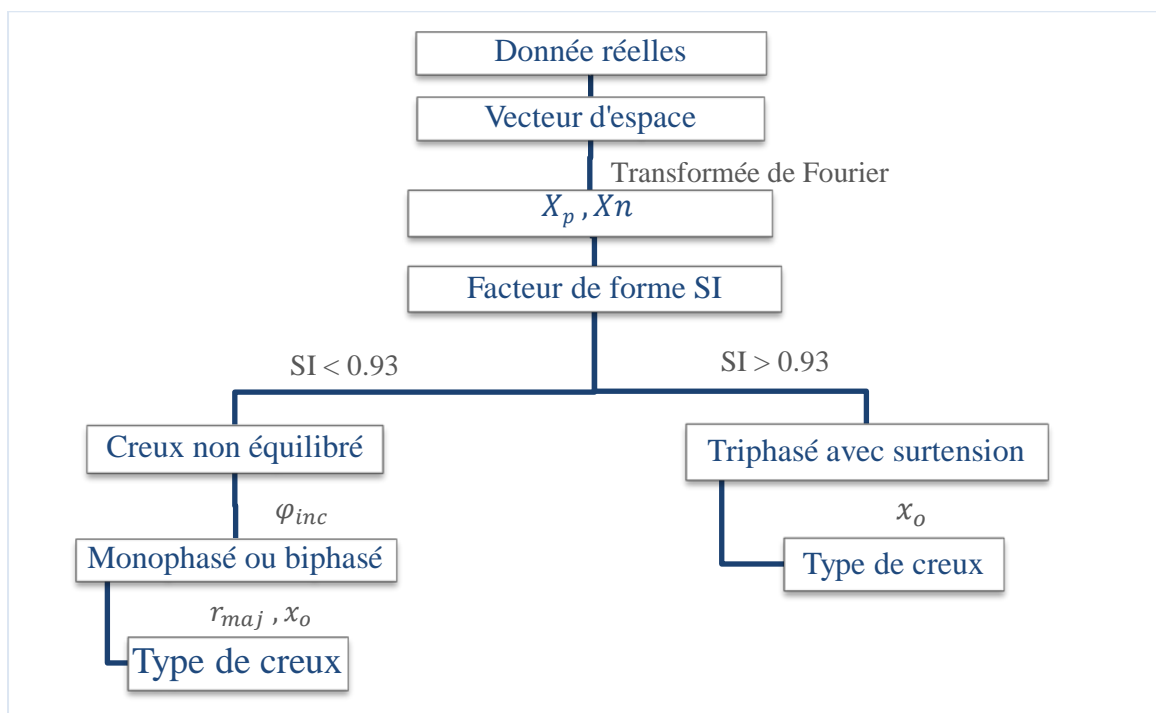 Donnée réelles
Vecteur d'espace
Transformée de Fourier
X_p , Xn
Facteur de forme SI
SI < 0.93
SI > 0.93
Creux non équilibré
Triphasé avec surtension
φ_inc
x_o
Monophasé ou biphasé
Type de creux
r_maj , x_o
Type de creux